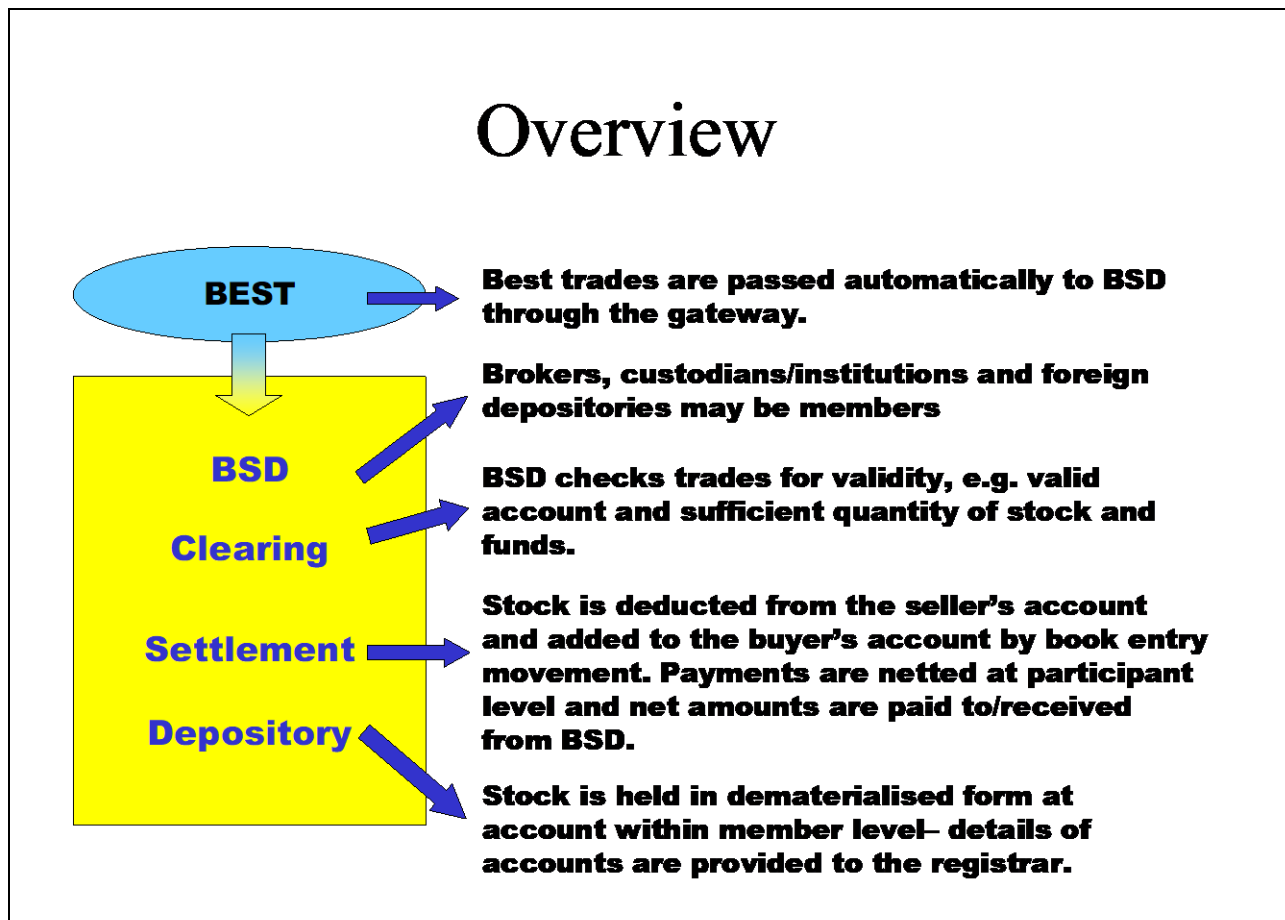 Overview
BEST
Best trades are passed automatically to BSD
through the gateway.
Brokers, custodians/institutions and foreign
depositories may be members
BSD
BSD checks trades for validity, e.g. valid
account and sufficient quantity of stock and
funds.
Clearing
Stock is deducted from the seller’s account
and added to the buyer’s account by book entry
movement. Payments are netted at participant
level and net amounts are paid to/received
from BSD.
Settlement
Depository
Stock is held in dematerialised form at
account within member level– details of
accounts are provided to the registrar.